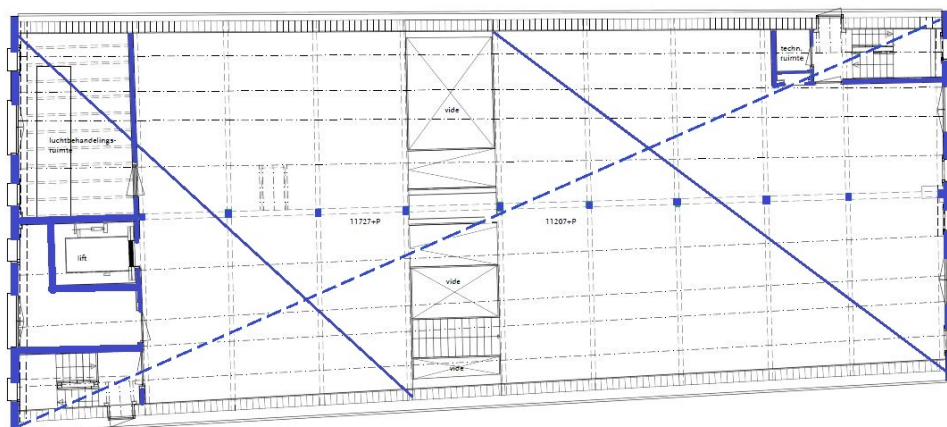 techn.
ruimte
vide
luchtbehandelings-
ruimte
11727+P
11207+P
lift
vide
vide